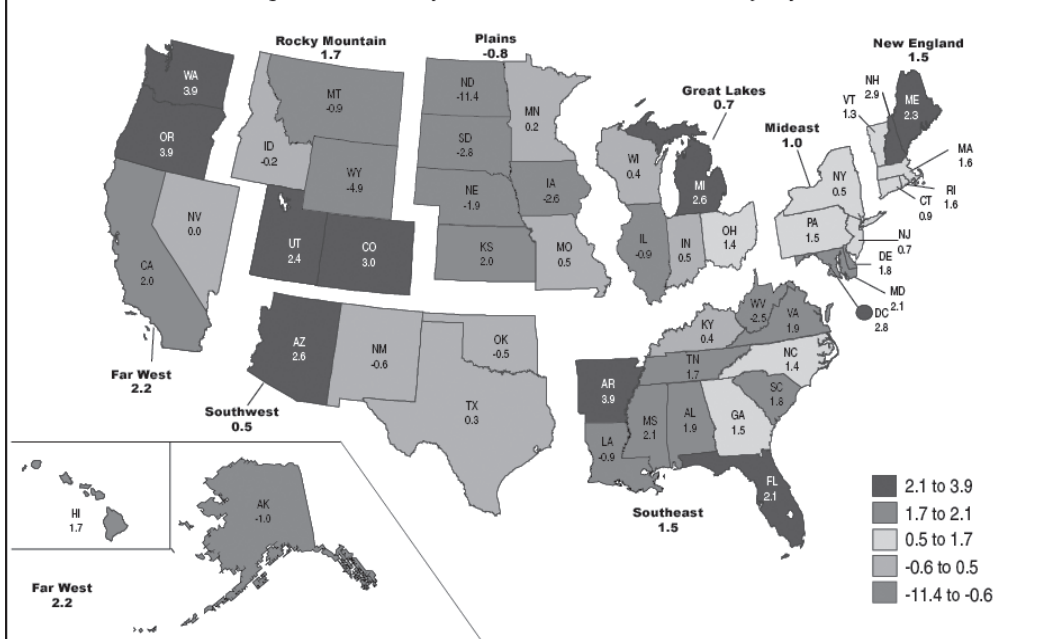 Rocky Mountain
1.7
Plains
-0.8
New England
1.5
Great Lakes
0.7
Mideast
1.0
WA
3.9
OR
3.9
CA
2.0
NV
0.0
ID
-0.2
MT
-0.9
WY
-4.9
UT
2.4
CO
3.0
ND
-11.4
SD
-2.8
NE
-1.9
KS
2.0
MN
0.2
IA
-2.6
MO
0.5
WI
0.4
MI
2.6
IL
-0.9
IN
0.5
OH
1.4
NH
2.9
VT
1.3
ME
2.3
MA
1.6
RI
1.6
CT
0.9
NY
0.5
PA
1.5
NJ
0.7
DE
1.8
MD
2.1
DC
2.8
WV
-2.5
VA
1.9
KY
0.4
TN
1.7
NC
1.4
SC
1.8
GA
1.5
AL
1.9
MS
2.1
AR
3.9
LA
-0.9
FL
2.1
Southeast
1.5
AZ
2.6
NM
-0.6
OK
-0.5
TX
0.3
Far West
2.2
Southwest
0.5
HI
1.7
AK
-1.0
Far West
2.2
2.1 to 3.9
1.7 to 2.1
0.5 to 1.7
-0.6 to 0.5
-11.4 to -0.6